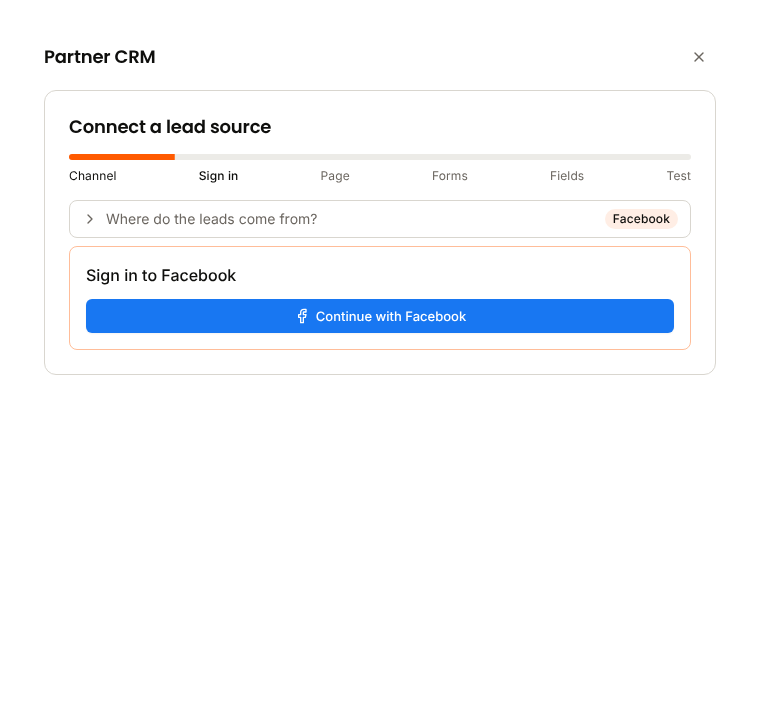 Partner CRM
Connect a lead source
Channel Sign in Page Forms Fields Test
Where do the leads come from? Facebook
Sign in to Facebook
Continue with Facebook